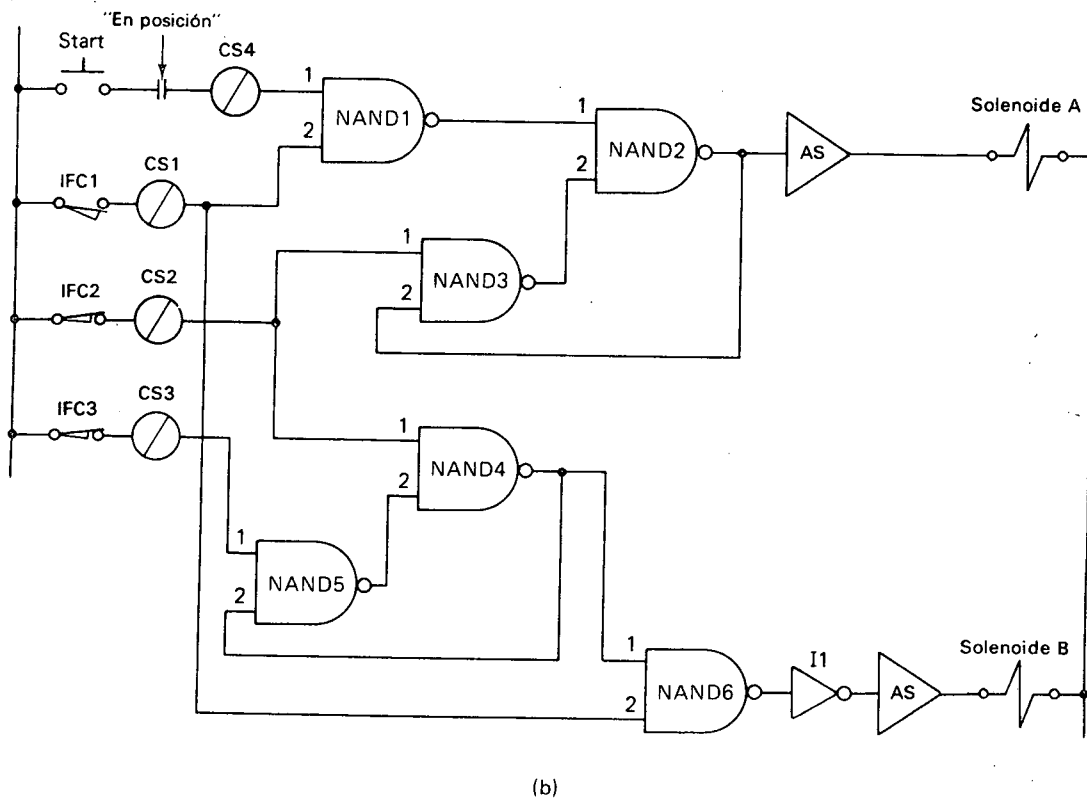 "En posición"
Start
CS4
1
NAND1
2
1
NAND2
2
AS
Solenoide A
IFC1
CS1
1
NAND3
2
IFC2
CS2
IFC3
CS3
1
NAND4
2
1
NAND5
2
1
NAND6
2
I1
AS
Solenoide B
(b)